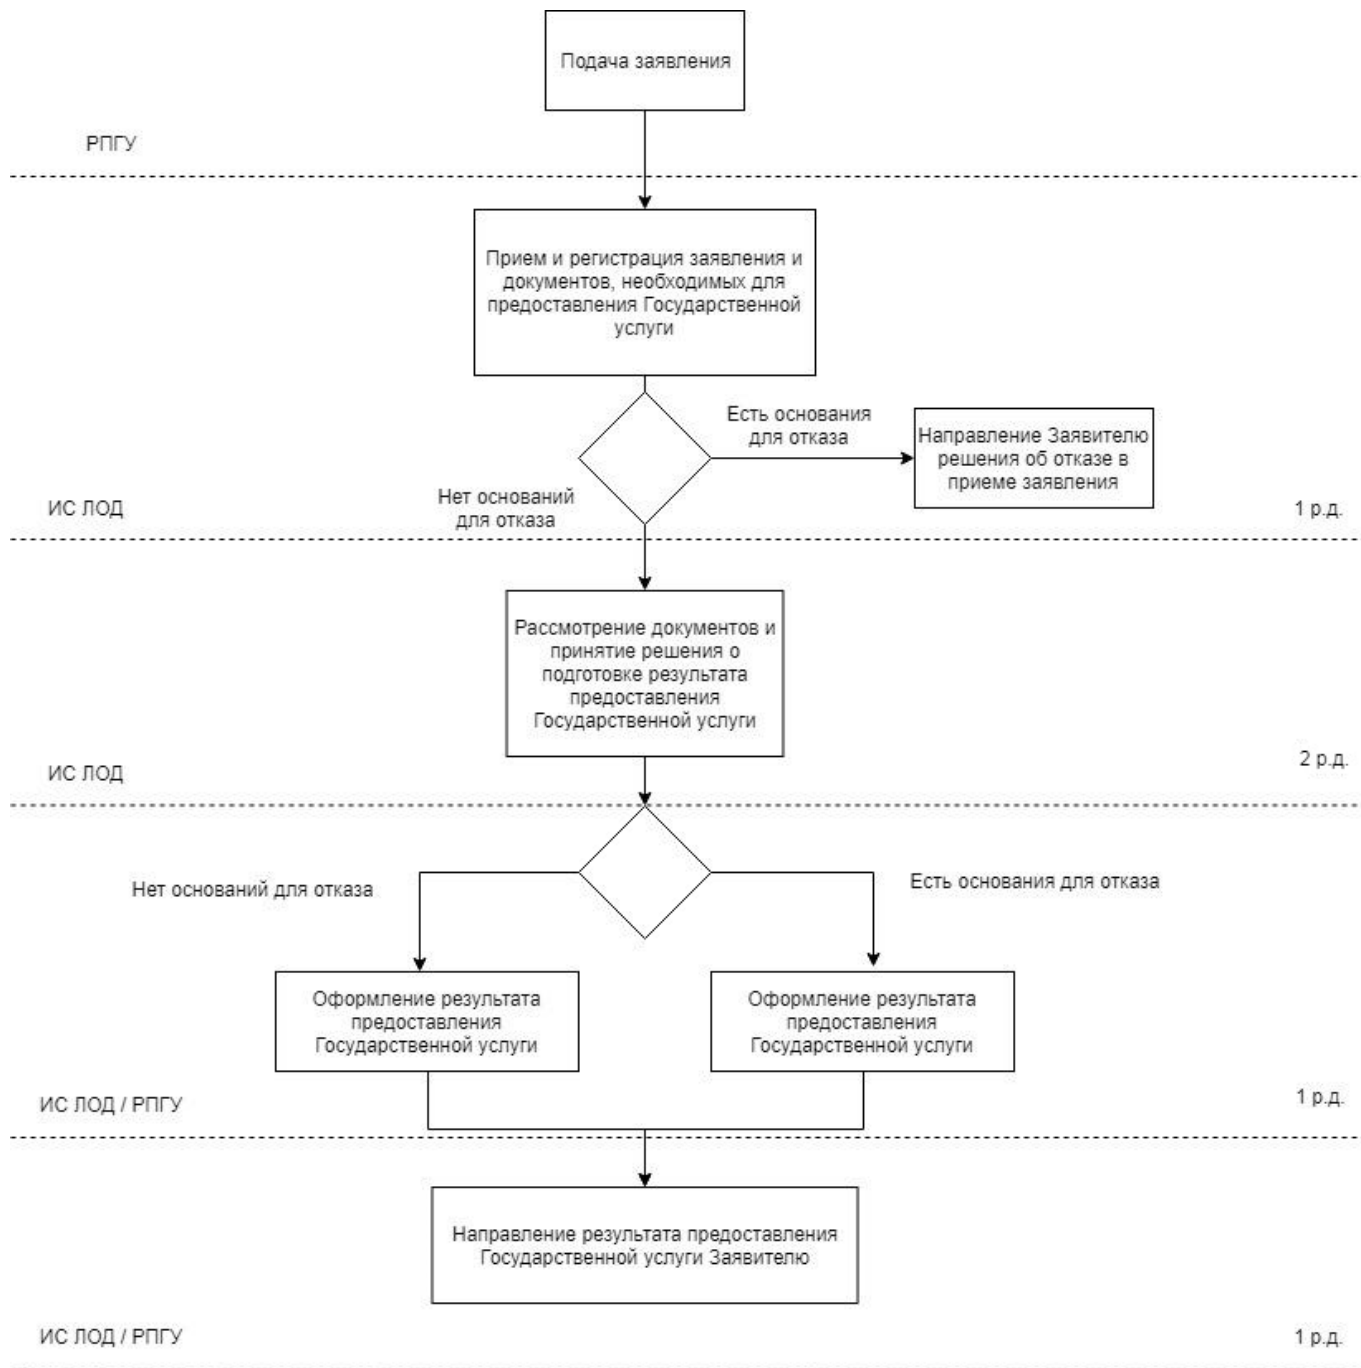 Подача заявления
РПГУ
Прием и регистрация заявления и
документов, необходимых для
предоставления Государственной
услуги
Есть основания
для отказа
Направление Заявителю
решения об отказе в
приеме заявления
Нет оснований
для отказа
ИС ЛОД
1 р.д.
Рассмотрение документов и
принятие решения о
подготовке результата
предоставления
Государственной услуги
ИС ЛОД
2 р.д.
Нет оснований для отказа
Есть основания для отказа
Оформление результата
предоставления
Государственной услуги
Оформление результата
предоставления
Государственной услуги
ИС ЛОД / РПГУ
1 р.д.
Направление результата предоставления
Государственной услуги Заявителю
ИС ЛОД / РПГУ
1 р.д.